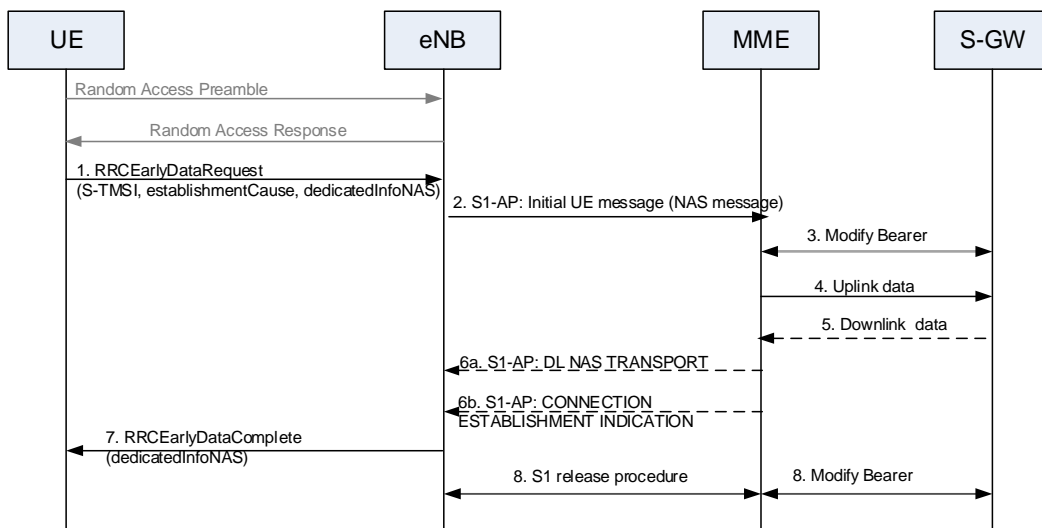 UE
eNB
MME
S-GW
Random Access Preamble
Random Access Response
1. RRCEarlyDataRequest
(S-TMSI, establishmentCause, dedicatedInfoNAS)
2. S1-AP: Initial UE message (NAS message)
3. Modify Bearer
4. Uplink data
5. Downlink data
6a. S1-AP: DL NAS TRANSPORT
6b. S1-AP: CONNECTION
ESTABLISHMENT INDICATION
7. RRCEarlyDataComplete
(dedicatedInfoNAS)
8. S1 release procedure
8. Modify Bearer